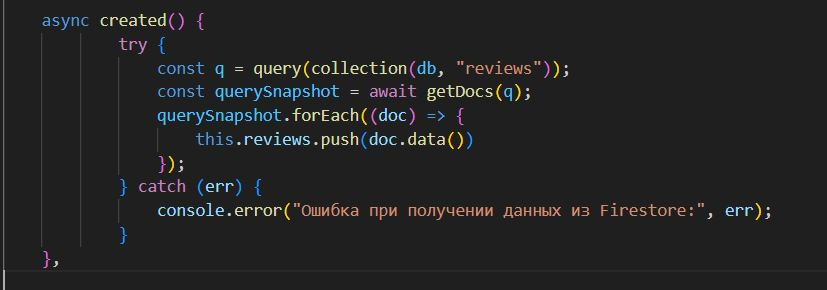 async created() {
try {
const q = query(collection(db, "reviews"));
const querySnapshot = await getDocs(q);
querySnapshot.forEach((doc) => {
this.reviews.push(doc.data())
});
} catch (err) {
console.error("Ошибка при получении данных из Firestore:", err);
}
},